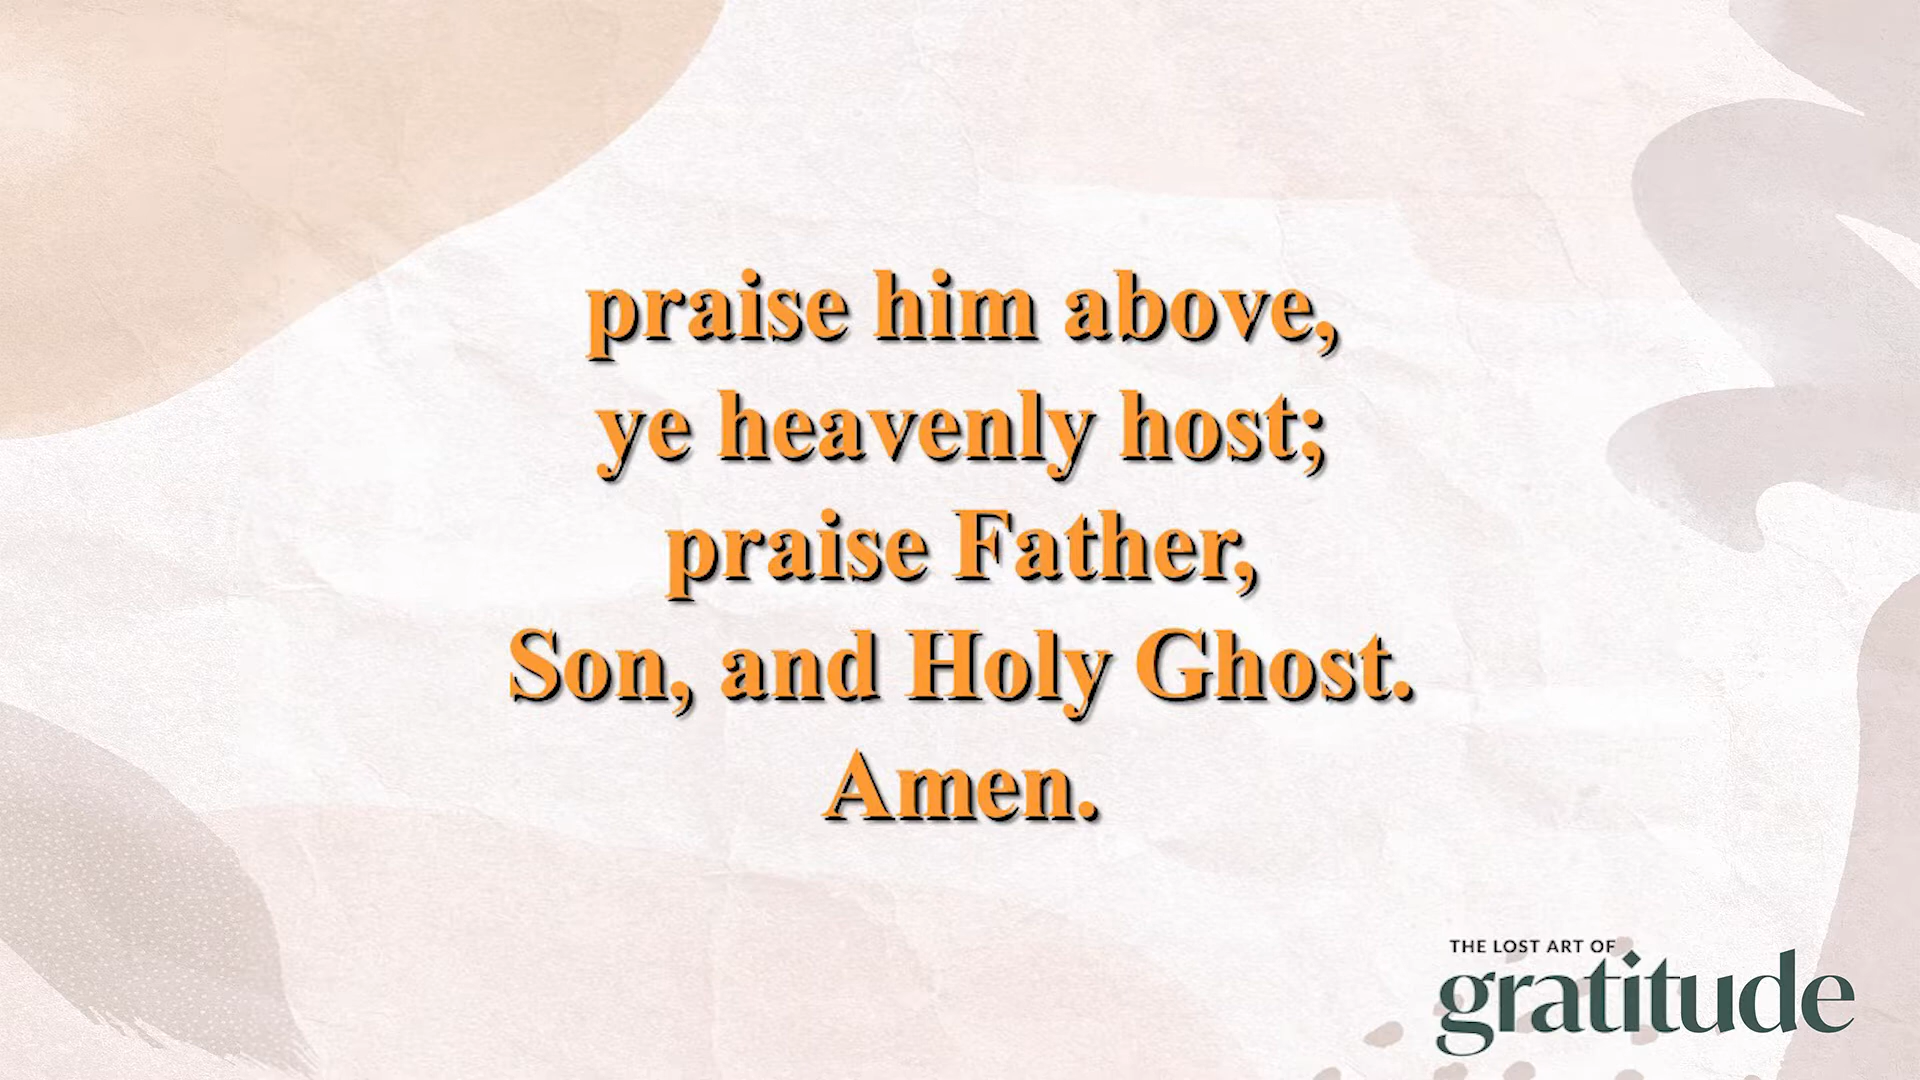 praise him above,
ye heavenly host;
praise Father,
Son, and Holy Ghost.
Amen.
THE LOST ART OF
gratitude